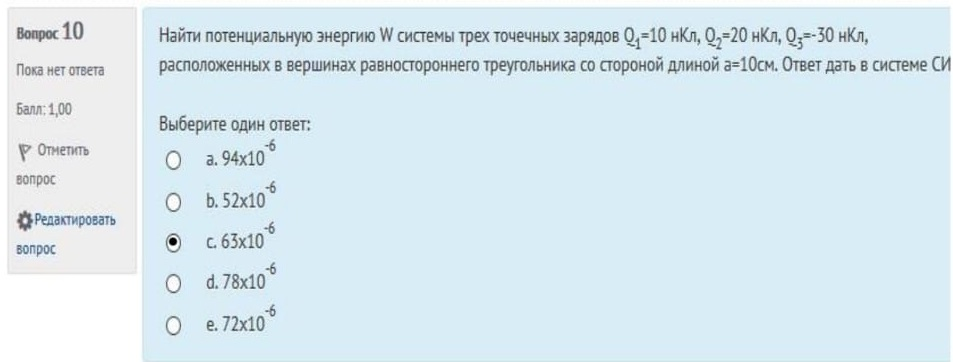 Вопрос 10
Пока нет ответа
Балл: 1,00
Отметить
вопрос
Редактировать
вопрос
Найти потенциальную энергию W системы трех точечных зарядов Q₁=10 нКл, Q₂=20 нКл, Q₃=-30 нКл,
расположенных в вершинах равностороннего треугольника со стороной длиной a=10см. Ответ дать в системе СИ
Выберите один ответ:
a. 94x10⁻⁶
b. 52x10⁻⁶
c. 63x10⁻⁶
d. 78x10⁻⁶
e. 72x10⁻⁶